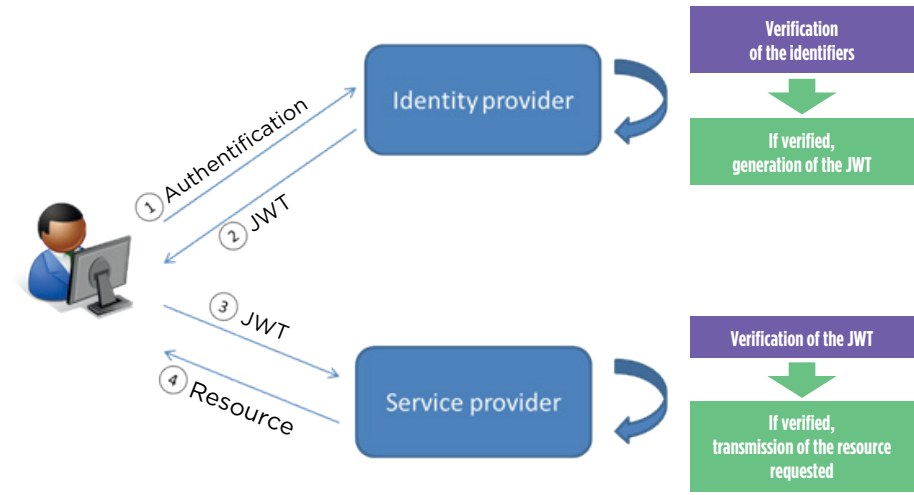 Verification
of the identifiers
Identity provider
If verified,
generation of the JWT
1 Authentification
2 JWT
3 JWT
4 Resource
Service provider
Verification of the JWT
If verified,
transmission of the resource
requested